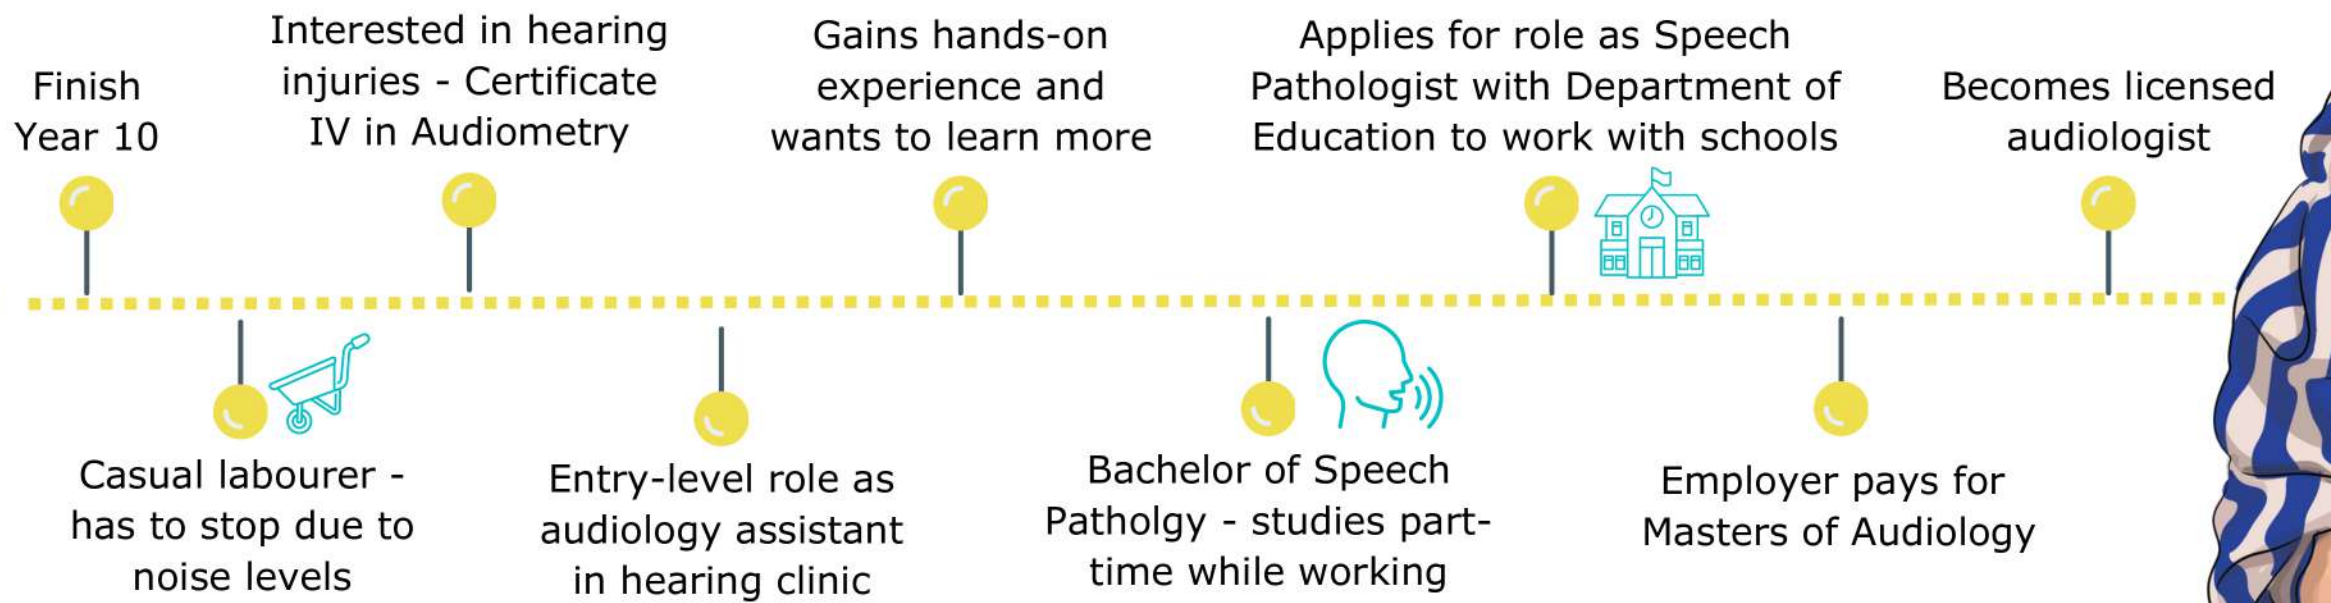 Finish
Year 10
Casual labourer -
has to stop due to
noise levels
Interested in hearing
injuries - Certificate
IV in Audiometry
Entry-level role as
audiology assistant
in hearing clinic
Gains hands-on
experience and
wants to learn more
Bachelor of Speech
Patholgy - studies part-
time while working
Applies for role as Speech
Pathologist with Department of
Education to work with schools
Employer pays for
Masters of Audiology
Becomes licensed
audiologist